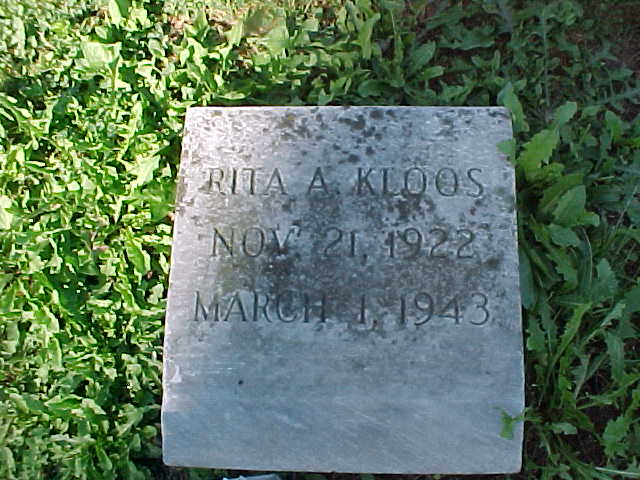 RITA A. KLOOS
NOV. 21, 1922
MARCH 1, 1943